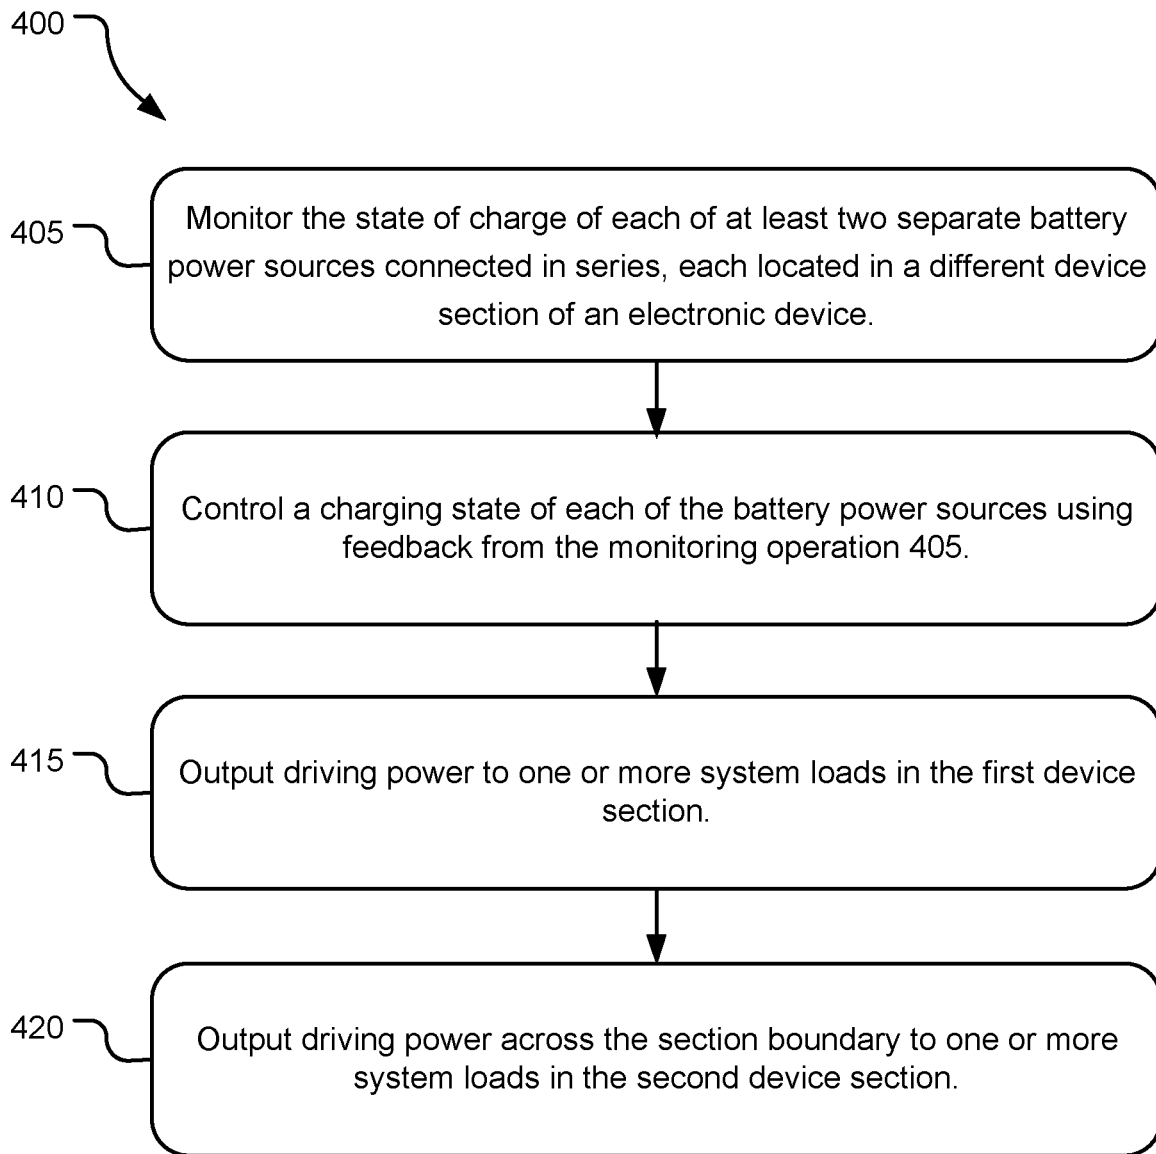 400
405
Monitor the state of charge of each of at least two separate battery
power sources connected in series, each located in a different device
section of an electronic device.
410
Control a charging state of each of the battery power sources using
feedback from the monitoring operation 405.
415
Output driving power to one or more system loads in the first device
section.
420
Output driving power across the section boundary to one or more
system loads in the second device section.